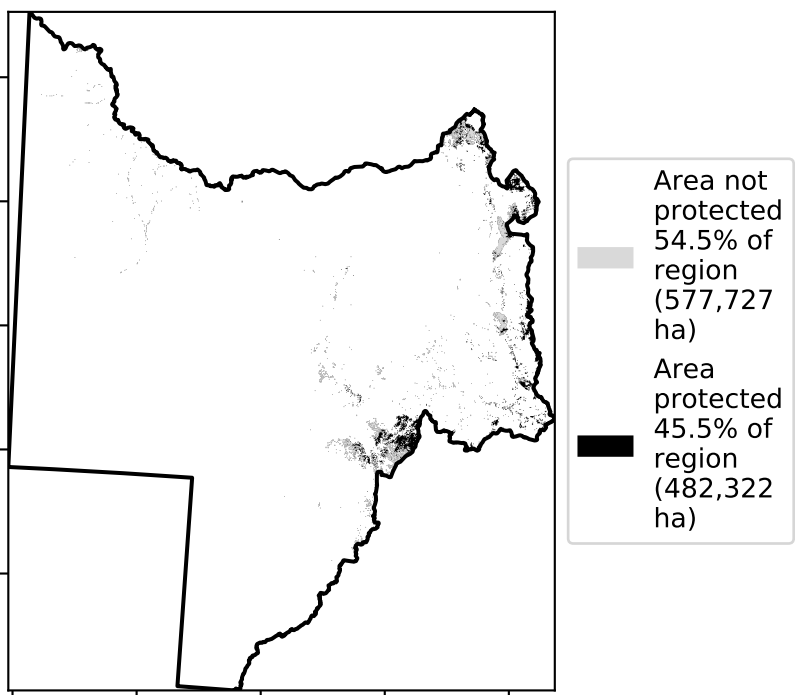 Area not
protected
54.5% of
region
(577,727
ha)
Area
protected
45.5% of
region
(482,322
ha)